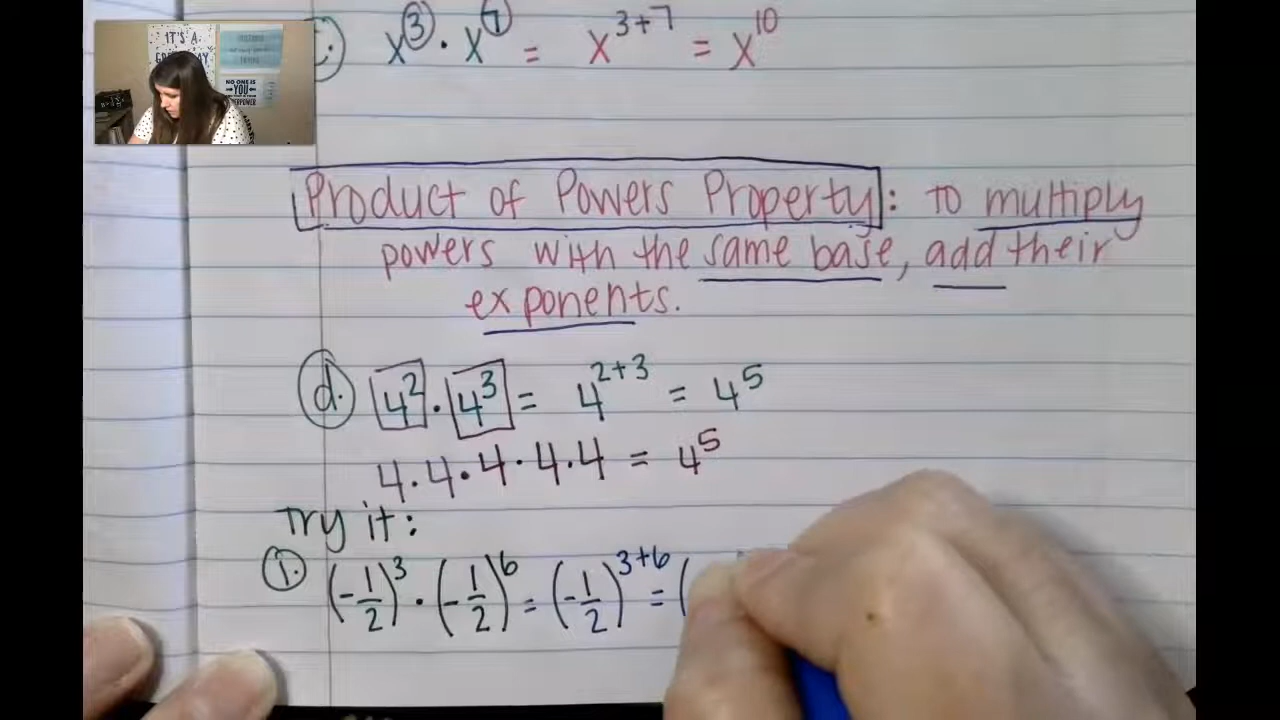 IT'S A
NO ONE IS
YOU
x³ · x⁷ = x³⁺⁷ = x¹⁰
Product of Powers Property: to multiply
powers with the same base, add their
exponents.
d. 4² · 4³ = 4²⁺³ = 4⁵
4 · 4 · 4 · 4 · 4 = 4⁵
Try it:
1. (-1/2)³ · (-1/2)⁶ = (-1/2)³⁺⁶ = (